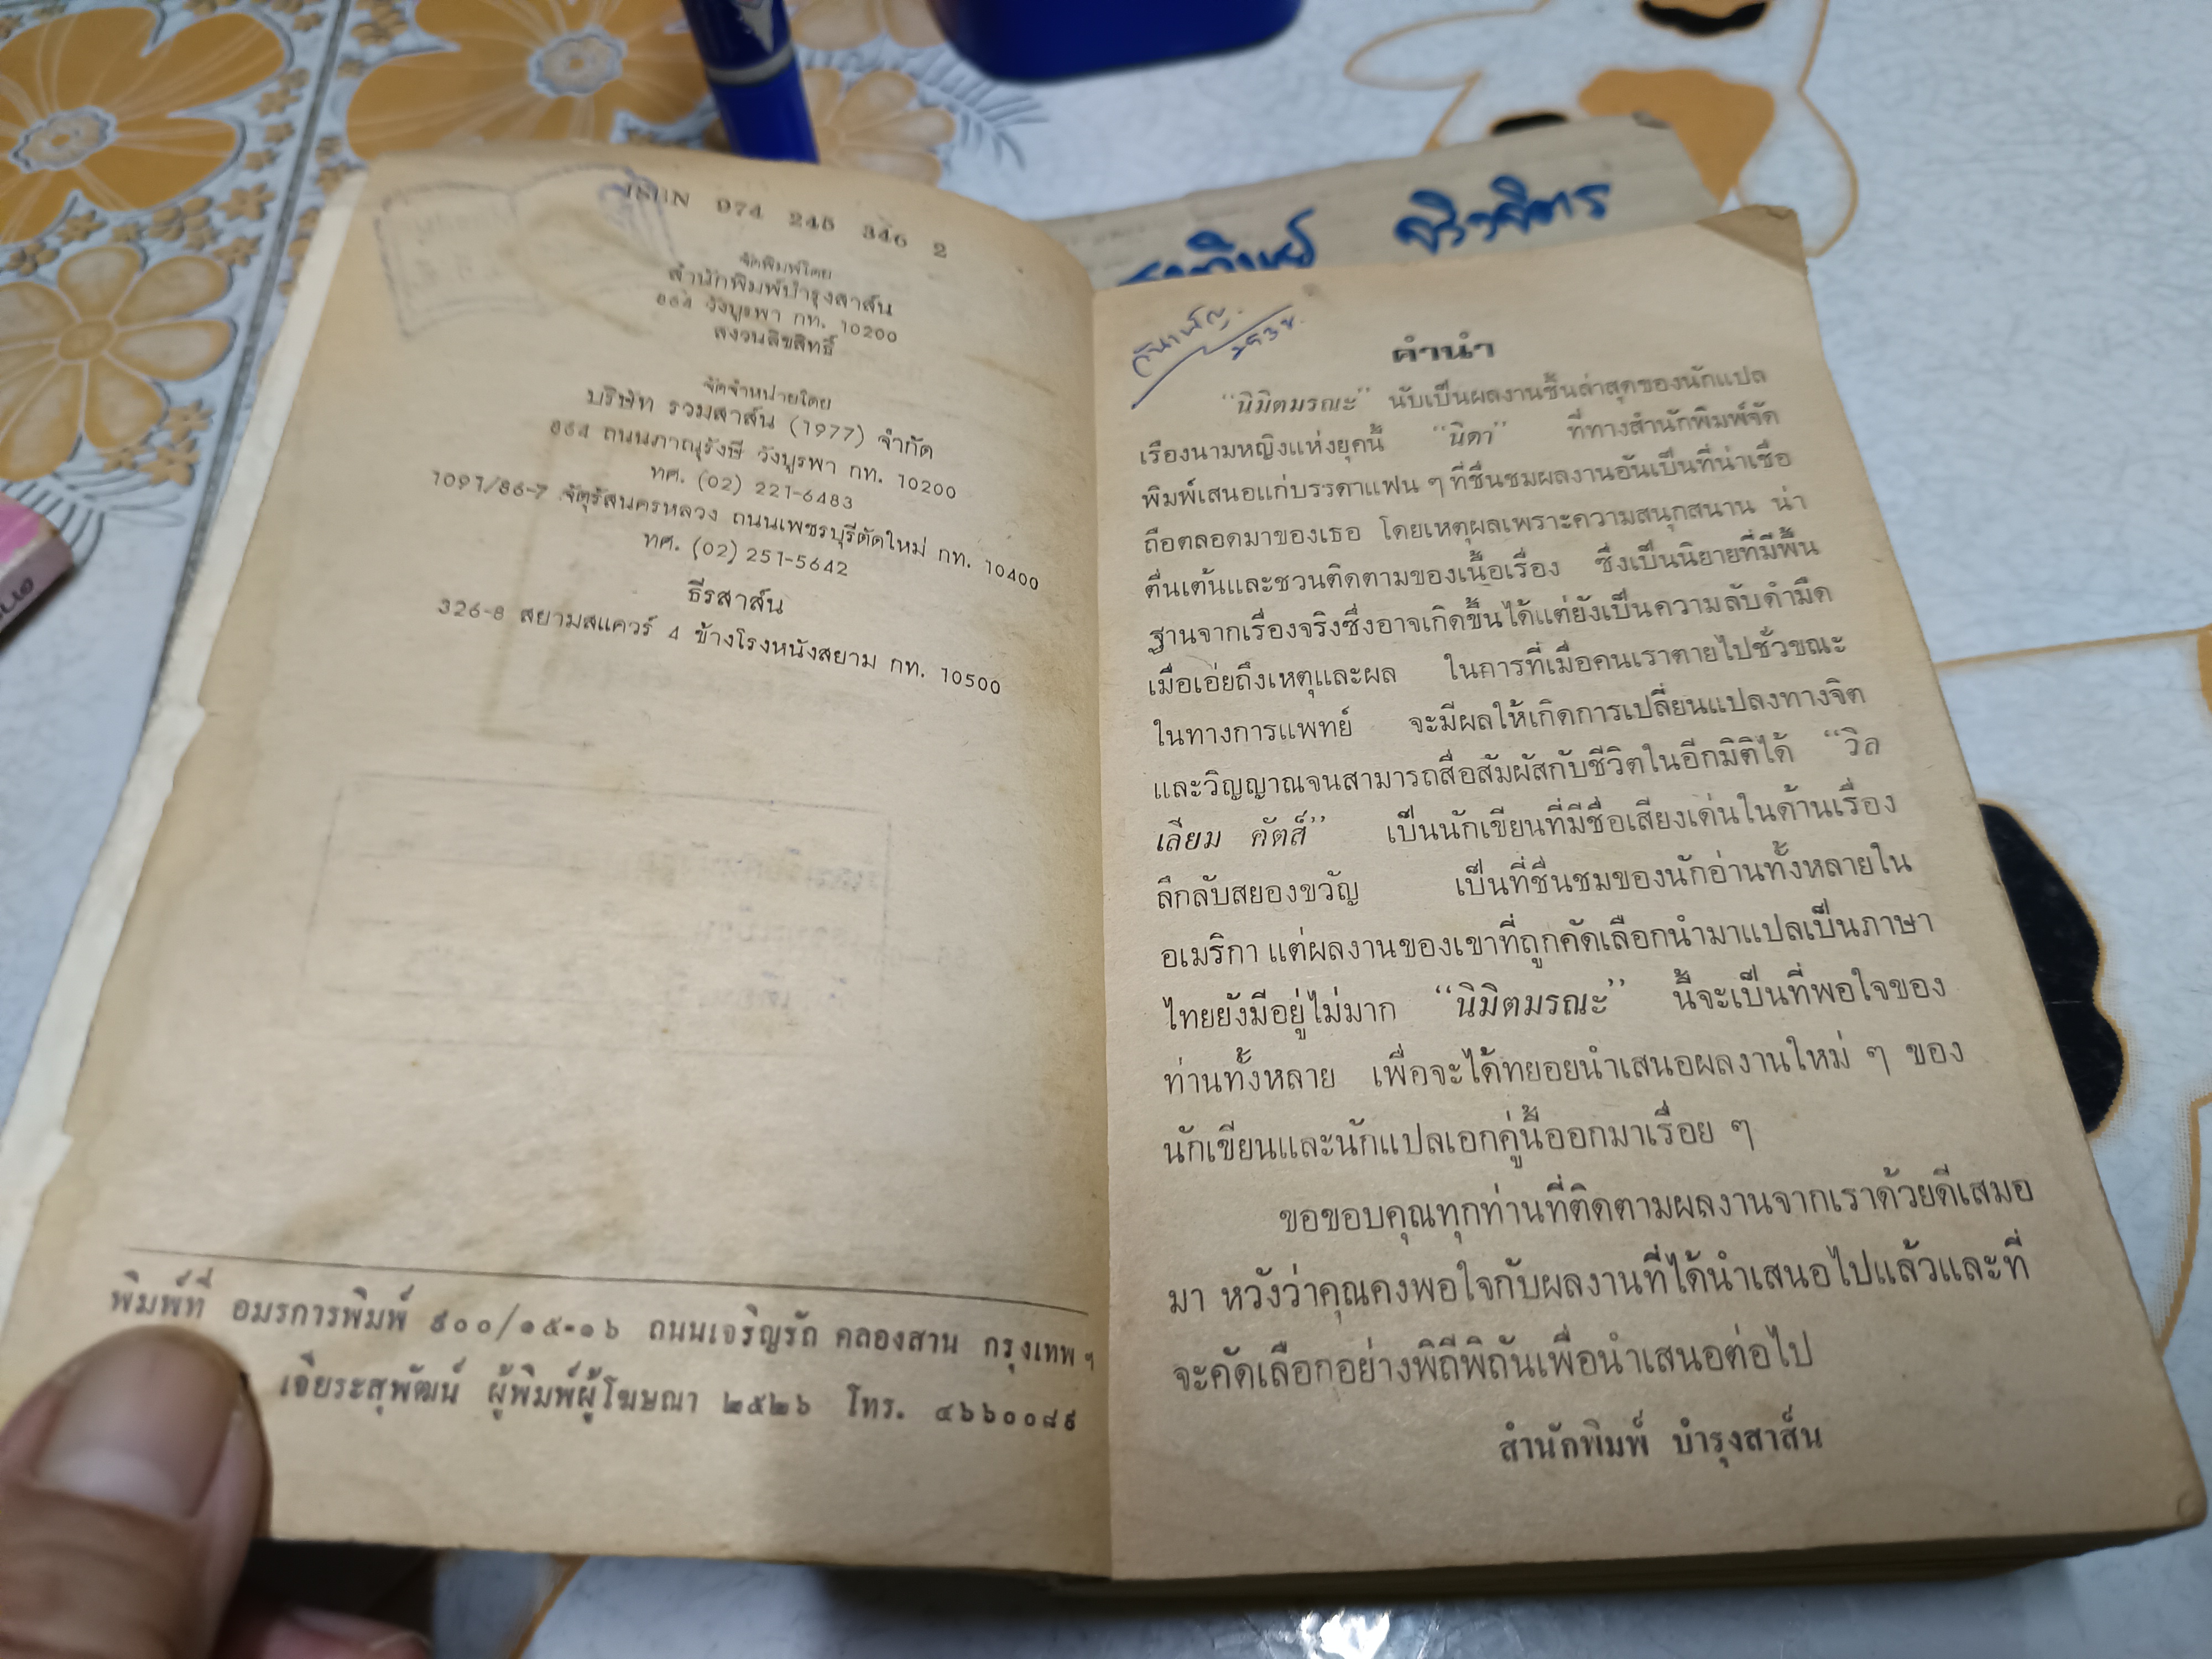 ISBN 974 245 346 2
จัดพิมพ์โดย
สำนักพิมพ์บำรุงสาส์น
864 วังบูรพา กท. 10200
สงวนลิขสิทธิ์
จัดจำหน่ายโดย
บริษัท รวมสาส์น (1977) จำกัด
864 ถนนภาณุรังษี วังบูรพา กท. 10200
ทศ. (02) 221-6483
1091/86-7 จัตุรัสนครหลวง ถนนเพชรบุรีตัดใหม่ กท. 10400
ทศ. (02) 251-5642
ธีรสาส์น
326-8 สยามสแควร์ 4 ข้างโรงหนังสยาม กท. 10500
พิมพ์ที่ อมรการพิมพ์ ๙๐๐/๑๕-๑๖ ถนนเจริญรัถ คลองสาน กรุงเทพ ฯ
เจียระสุพัฒน์ ผู้พิมพ์ผู้โฆษณา ๒๕๒๖ โทร. ๔๖๖๐๐๘๙
คำนำ
“นิมิตมรณะ” นับเป็นผลงานชิ้นล่าสุดของนักแปล
เรืองนามหญิงแห่งยุคนี้ “นิดา” ที่ทางสำนักพิมพ์จัด
พิมพ์เสนอแก่บรรดาแฟน ๆ ที่ชื่นชมผลงานอันเป็นที่น่าเชื่อ
ถือตลอดมาของเธอ โดยเหตุผลเพราะความสนุกสนาน น่า
ตื่นเต้นและชวนติดตามของเนื้อเรื่อง ซึ่งเป็นนิยายที่มีพื้น
ฐานจากเรื่องจริงซึ่งอาจเกิดขึ้นได้แต่ยังเป็นความลับดำมืด
เมื่อเอ่ยถึงเหตุและผล ในการที่เมื่อคนเราตายไปชั่วขณะ
ในทางการแพทย์ จะมีผลให้เกิดการเปลี่ยนแปลงทางจิต
และวิญญาณจนสามารถสื่อสัมผัสกับชีวิตในอีกมิติได้ “วิล
เลียม คัตส์” เป็นนักเขียนที่มีชื่อเสียงเด่นในด้านเรื่อง
ลึกลับสยองขวัญ เป็นที่ชื่นชมของนักอ่านทั้งหลายใน
อเมริกา แต่ผลงานของเขาที่ถูกคัดเลือกนำมาแปลเป็นภาษา
ไทยยังมีอยู่ไม่มาก “นิมิตมรณะ” นี้จะเป็นที่พอใจของ
ท่านทั้งหลาย เพื่อจะได้ทยอยนำเสนอผลงานใหม่ ๆ ของ
นักเขียนและนักแปลเอกคู่นี้ออกมาเรื่อย ๆ
ขอขอบคุณทุกท่านที่ติดตามผลงานจากเราด้วยดีเสมอ
มา หวังว่าคุณคงพอใจกับผลงานที่ได้นำเสนอไปแล้วและที่
จะคัดเลือกอย่างพิถีพิถันเพื่อนำเสนอต่อไป
สำนักพิมพ์ บำรุงสาส์น